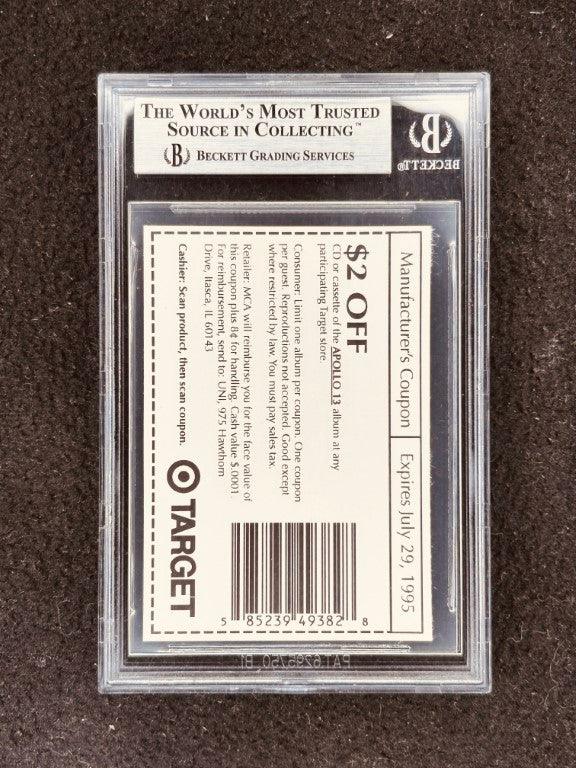 THE WORLD'S MOST TRUSTED
SOURCE IN COLLECTING™
B BECKETT GRADING SERVICES
B
BECKETT®
Manufacturer's Coupon | Expires July 29, 1995
$2 OFF
CD or cassette of the APOLLO 13 album at any
participating Target store.
Consumer: Limit one album per coupon. One coupon
per guest. Reproductions not accepted. Good except
where restricted by law. You must pay sales tax.
Retailer: MCA will reimburse you for the face value of
this coupon plus 8¢ for handling. Cash value $.0001.
For reimbursement, send to: UNI, 975 Hawthorn
Drive, Itasca, IL 60143
Cashier: Scan product, then scan coupon.
TARGET
5 85239 49382 8